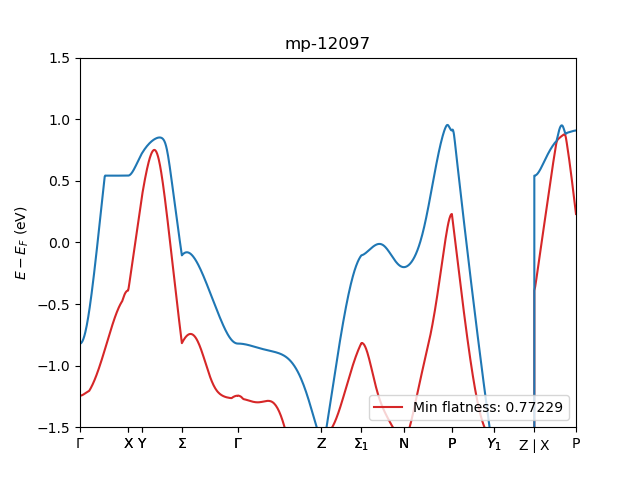 mp-12097
E − E_F (eV)
1.5
1.0
0.5
0.0
−0.5
−1.0
−1.5
Min flatness: 0.77229
Γ X Y Σ Γ Z Σ₁ N P Y₁ Z | X P